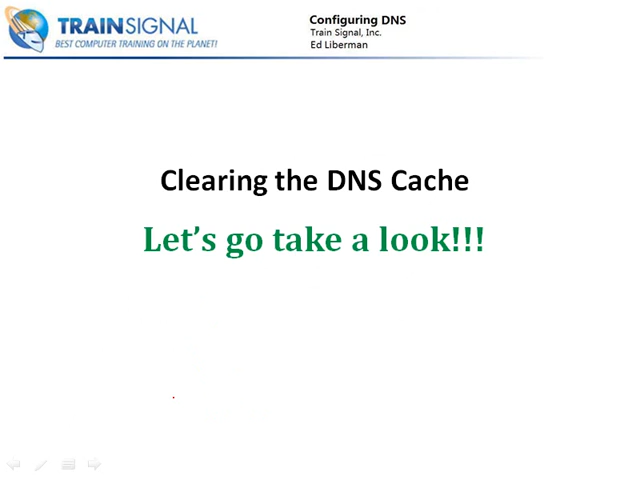 TRAINSIGNAL
BEST COMPUTER TRAINING ON THE PLANET!
Configuring DNS
Train Signal, Inc.
Ed Liberman
Clearing the DNS Cache
Let's go take a look!!!